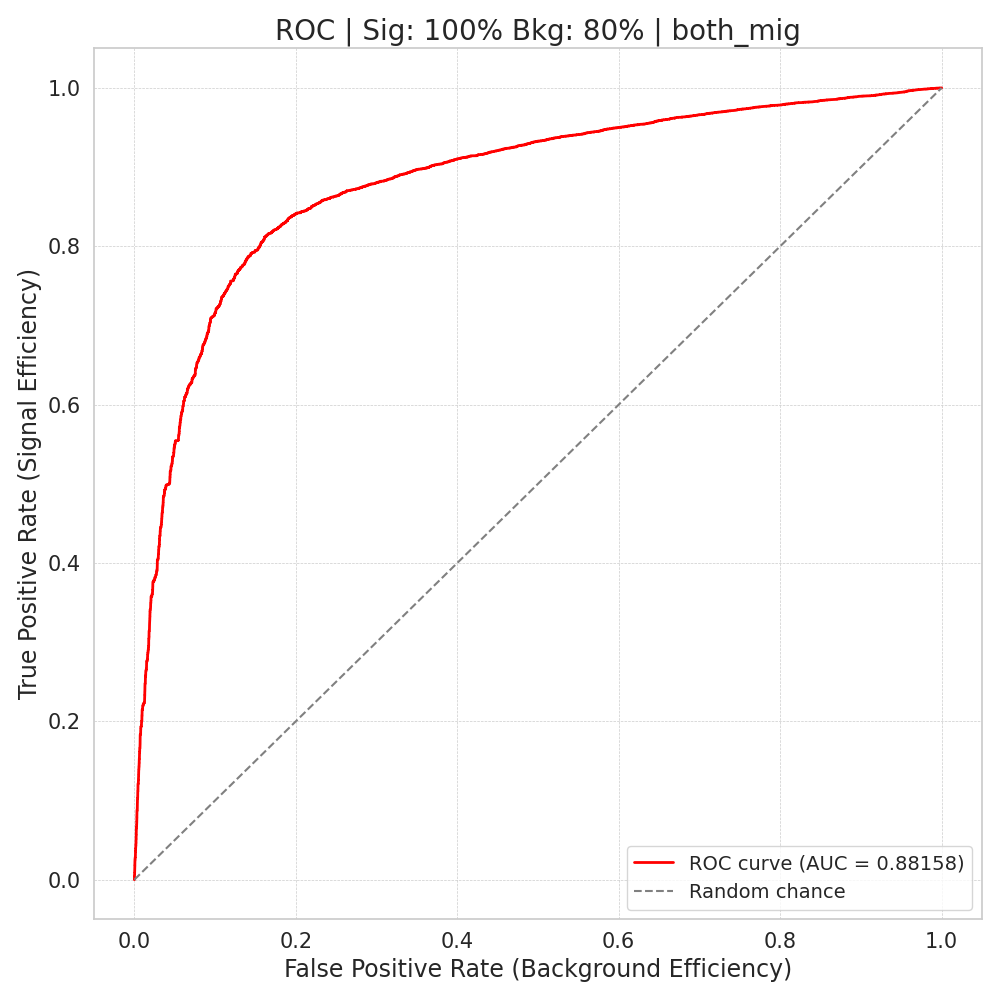 ROC | Sig: 100% Bkg: 80% | both_mig
True Positive Rate (Signal Efficiency)
1.0
0.8
0.6
0.4
0.2
0.0
0.0 0.2 0.4 0.6 0.8 1.0
False Positive Rate (Background Efficiency)
ROC curve (AUC = 0.88158)
Random chance